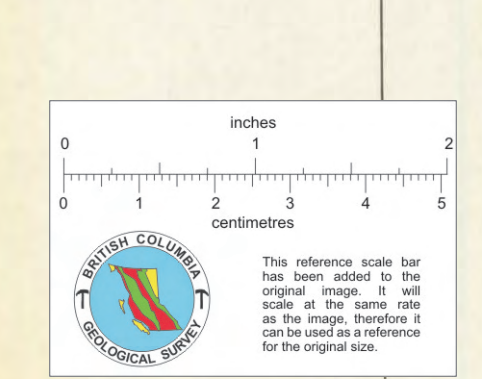 inches
0 1 2
0 1 2 3 4 5
centimetres
BRITISH COLUMBIA
GEOLOGICAL SURVEY
This reference scale bar
has been added to the
original image. It will
scale at the same rate
as the image, therefore it
can be used as a reference
for the original size.